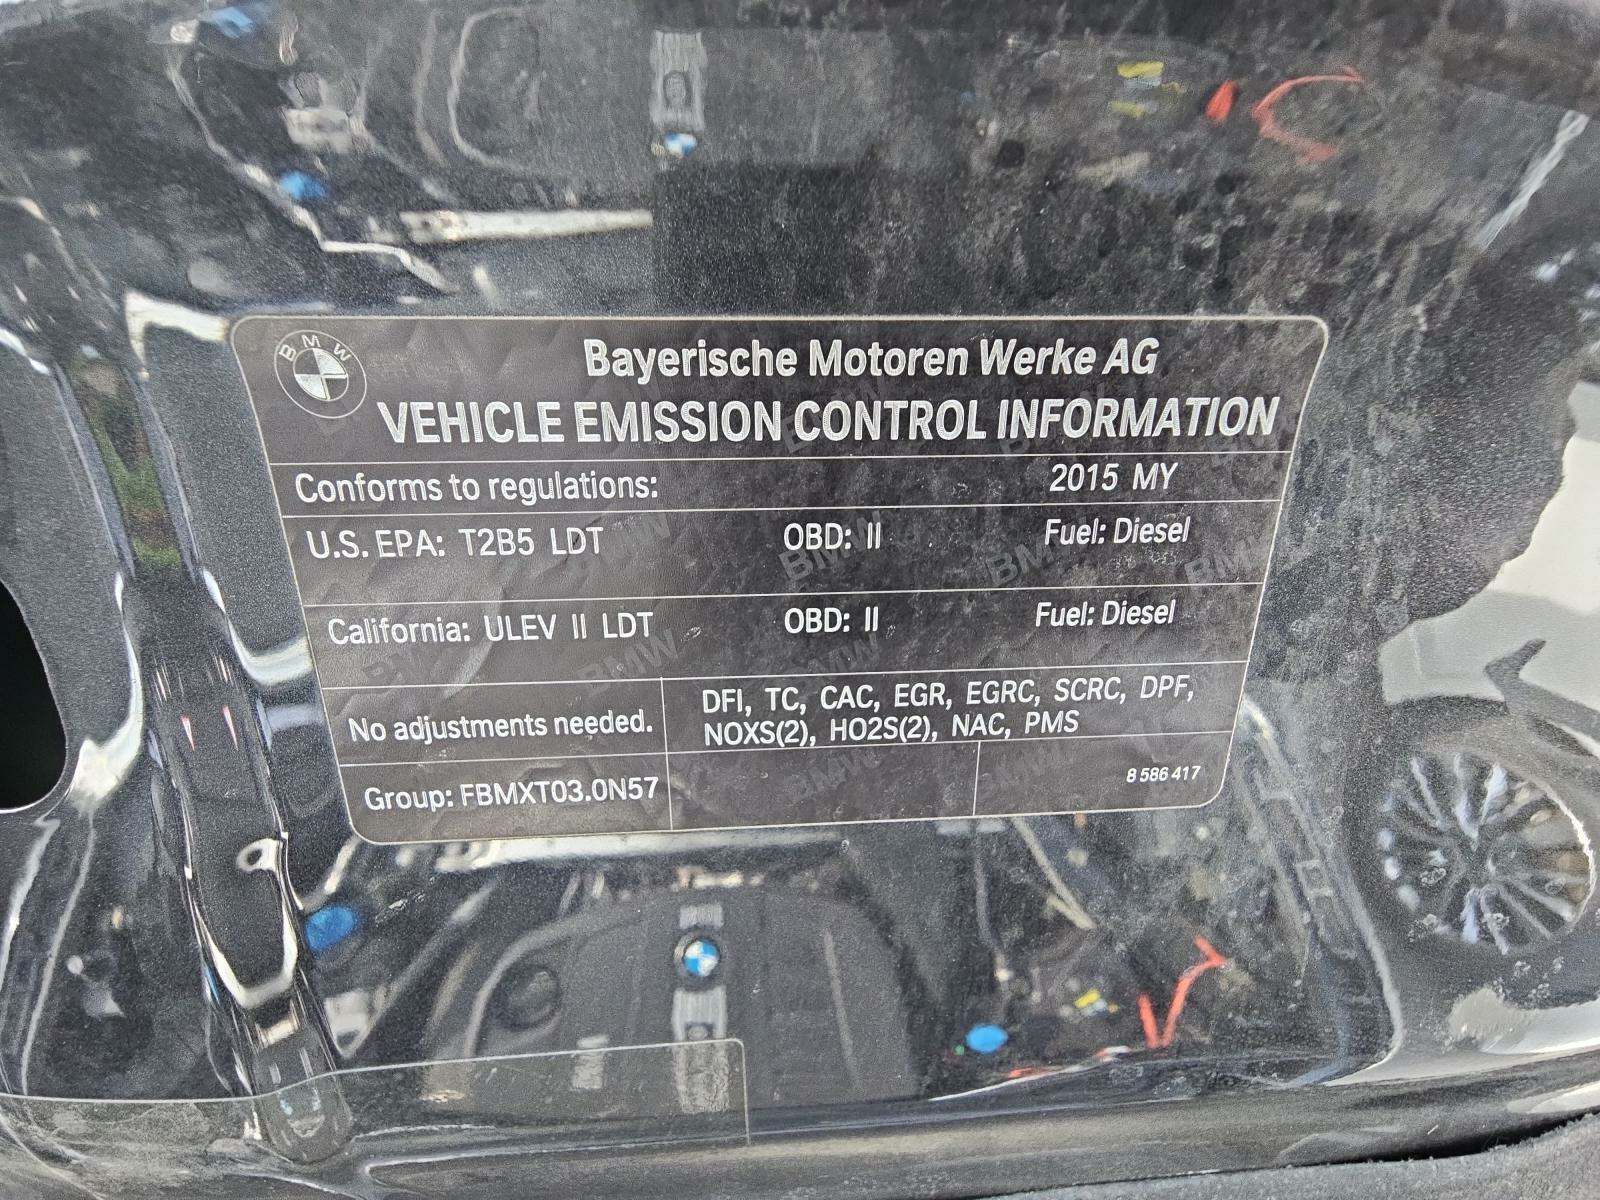 BMW
Bayerische Motoren Werke AG
VEHICLE EMISSION CONTROL INFORMATION
Conforms to regulations: 2015 MY
U.S. EPA: T2B5 LDT OBD: II Fuel: Diesel
California: ULEV II LDT OBD: II Fuel: Diesel
No adjustments needed.
DFI, TC, CAC, EGR, EGRC, SCRC, DPF,
NOXS(2), HO2S(2), NAC, PMS
Group: FBMXT03.0N57
8 586 417